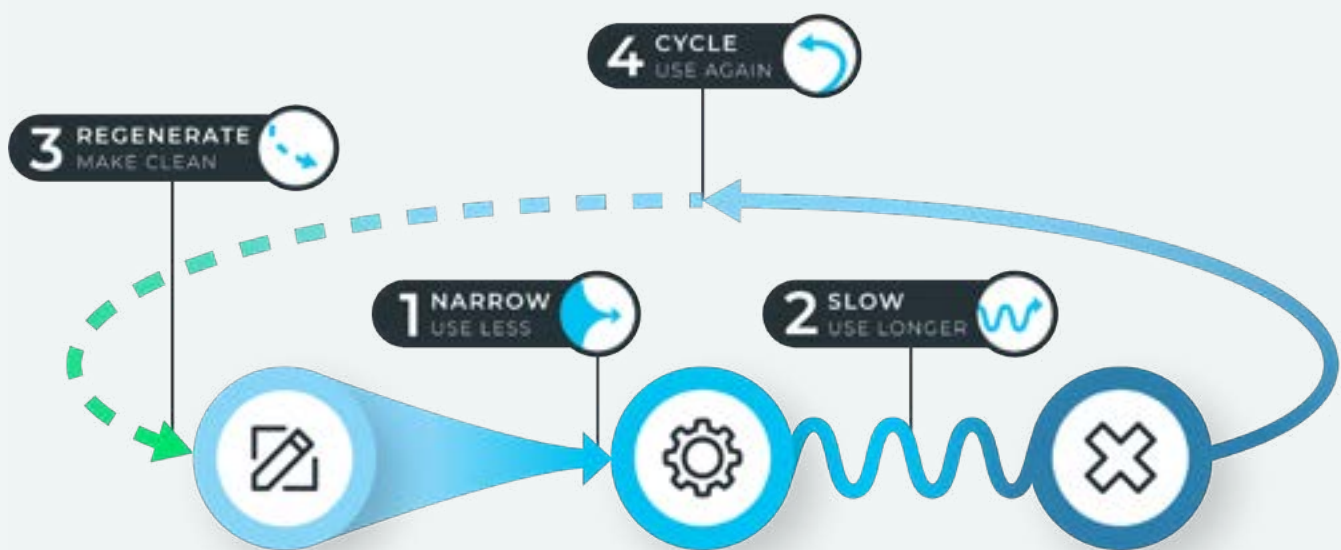 4 CYCLE
USE AGAIN
3 REGENERATE
MAKE CLEAN
1 NARROW
USE LESS
2 SLOW
USE LONGER